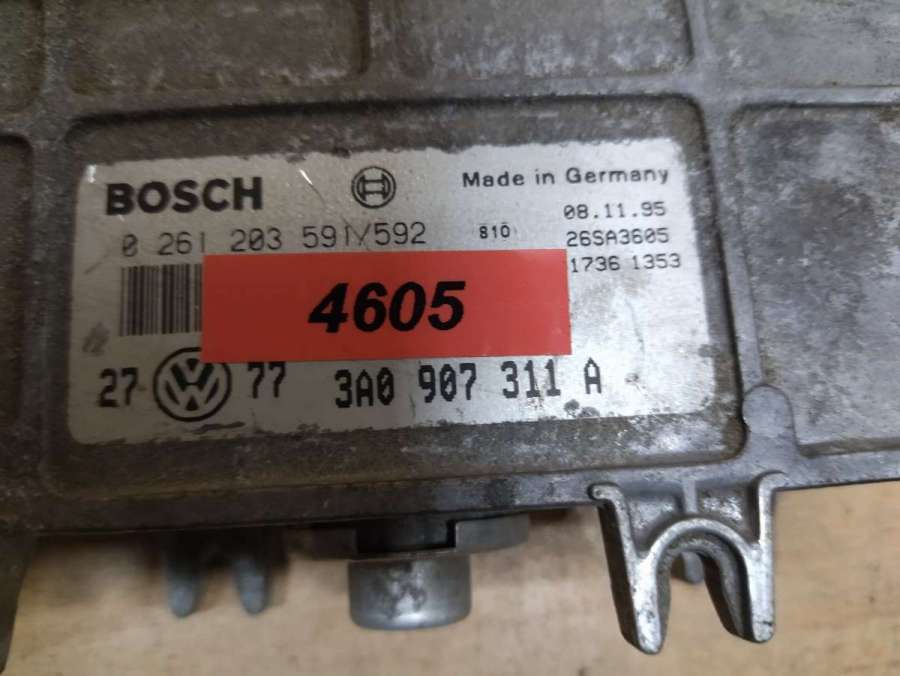 BOSCH
Made in Germany
0 261 203 591/592 810
08.11.95
26SA3605
1736 1353
4605
27 VW 77 3A0 907 311 A